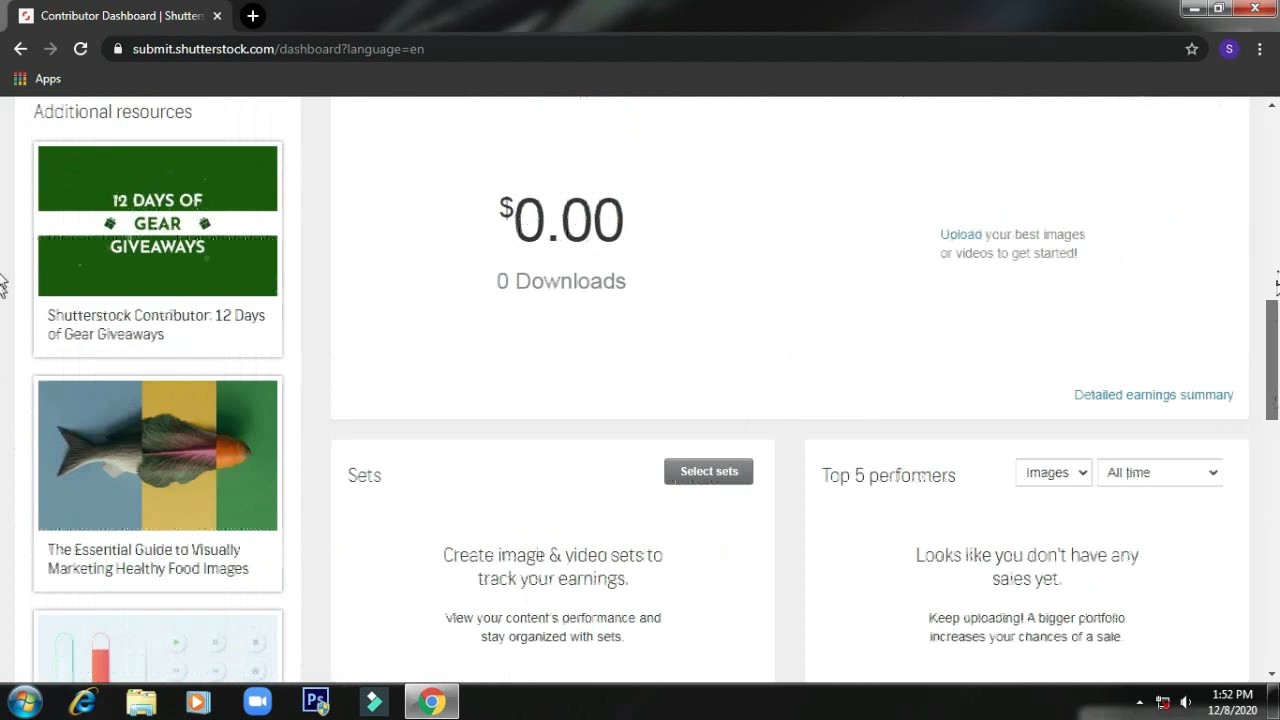 Contributor Dashboard | Shutters
submit.shutterstock.com/dashboard?language=en
S
Apps
Additional resources
12 DAYS OF
GEAR
GIVEAWAYS
Shutterstock Contributor: 12 Days
of Gear Giveaways
The Essential Guide to Visually
Marketing Healthy Food Images
$0.00
0 Downloads
Upload your best images
or videos to get started!
Detailed earnings summary
Sets
Select sets
Create image & video sets to
track your earnings.
View your content's performance and
stay organized with sets.
Top 5 performers
Images
All time
Looks like you don't have any
sales yet.
Keep uploading! A bigger portfolio
increases your chances of a sale.
Ps
1:52 PM
12/8/2020